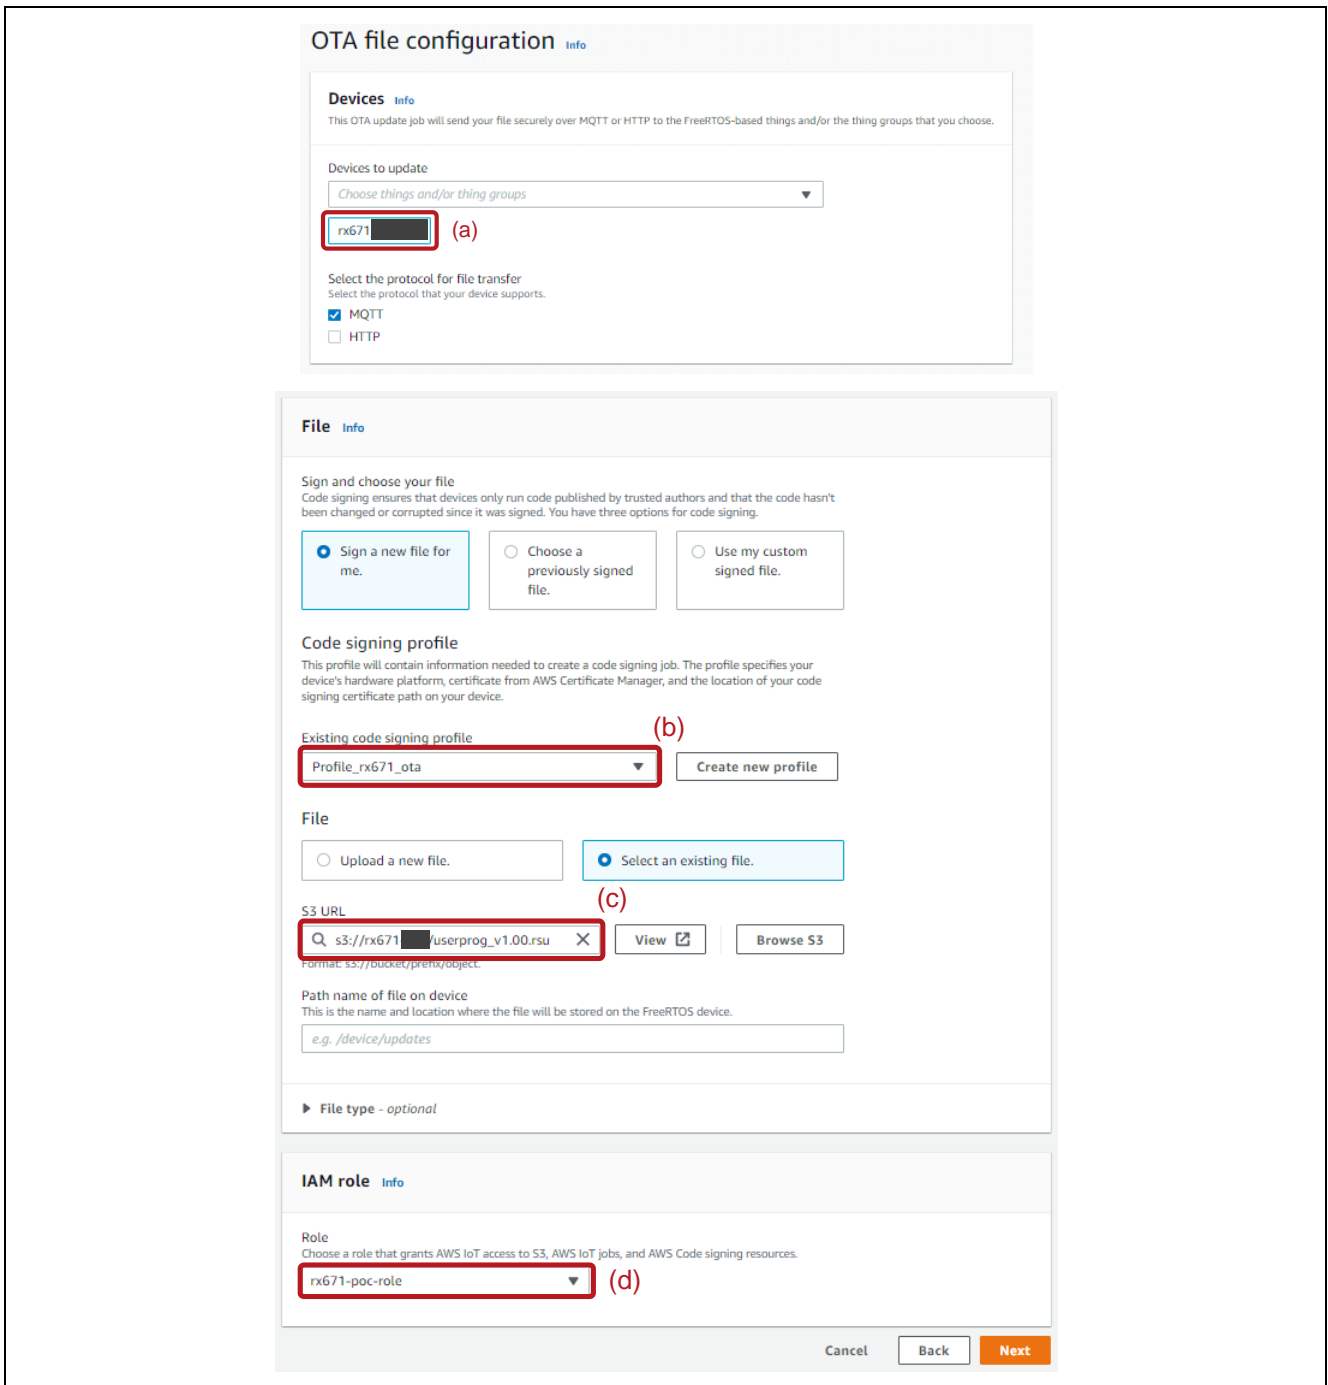 OTA file configuration Info
Devices Info
This OTA update job will send your file securely over MQTT or HTTP to the FreeRTOS-based things and/or the thing groups that you choose.
Devices to update
Choose things and/or thing groups
rx671 (a)
Select the protocol for file transfer
Select the protocol that your device supports.
MQTT
HTTP
File Info
Sign and choose your file
Code signing ensures that devices only run code published by trusted authors and that the code hasn't
been changed or corrupted since it was signed. You have three options for code signing.
Sign a new file for
me.
Choose a
previously signed
file.
Use my custom
signed file.
Code signing profile
This profile will contain information needed to create a code signing job. The profile specifies your
device's hardware platform, certificate from AWS Certificate Manager, and the location of your code
signing certificate path on your device.
(b)
Existing code signing profile
Profile_rx671_ota Create new profile
File
Upload a new file. Select an existing file.
(c)
S3 URL
s3://rx671 /userprog_v1.00.rsu View Browse S3
Format: s3://bucket/prefix/object.
Path name of file on device
This is the name and location where the file will be stored on the FreeRTOS device.
e.g. /device/updates
File type - optional
IAM role Info
Role
Choose a role that grants AWS IoT access to S3, AWS IoT jobs, and AWS Code signing resources.
rx671-poc-role (d)
Cancel Back Next